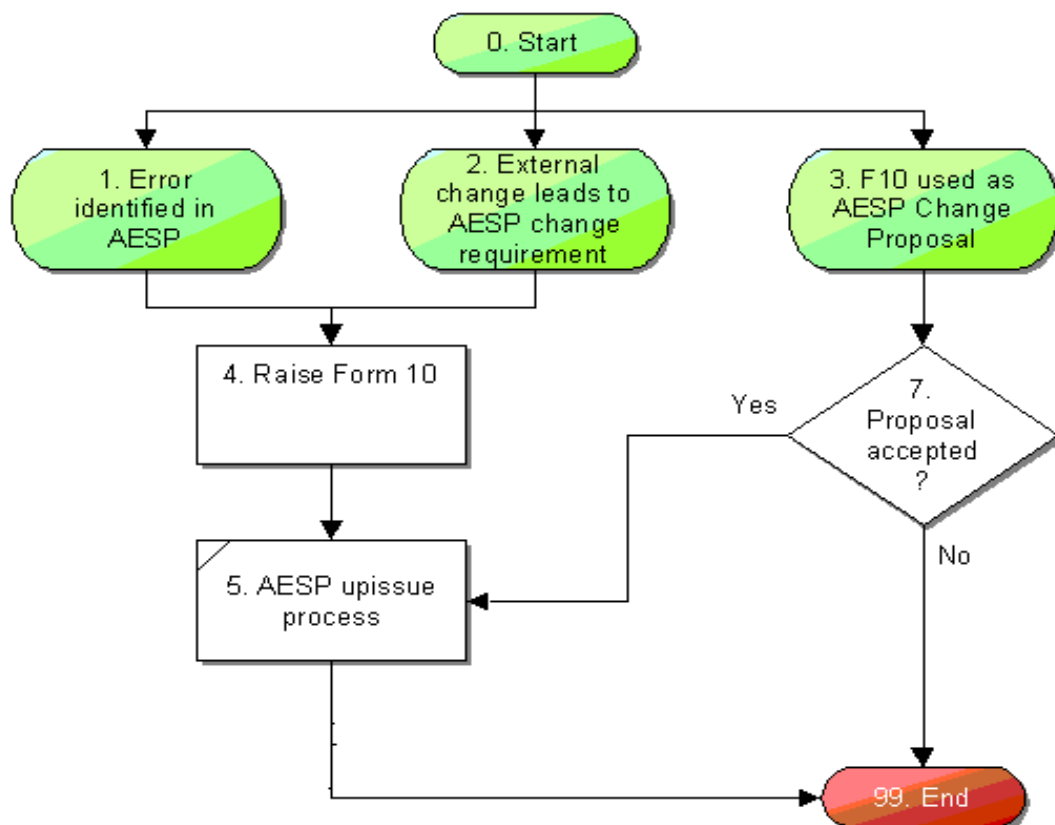 0. Start
1. Error
identified in
AESP
2. External
change leads to
AESP change
requirement
3. F10 used as
AESP Change
Proposal
4. Raise Form 10
Yes
7.
Proposal
accepted
?
No
5. AESP upissue
process
99. End